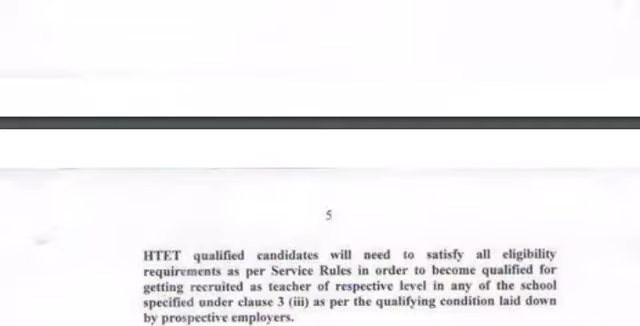 5
HTET qualified candidates will need to satisfy all eligibility
requirements as per Service Rules in order to become qualified for
getting recruited as teacher of respective level in any of the school
specified under clause 3 (iii) as per the qualifying condition laid down
by prospective employers.